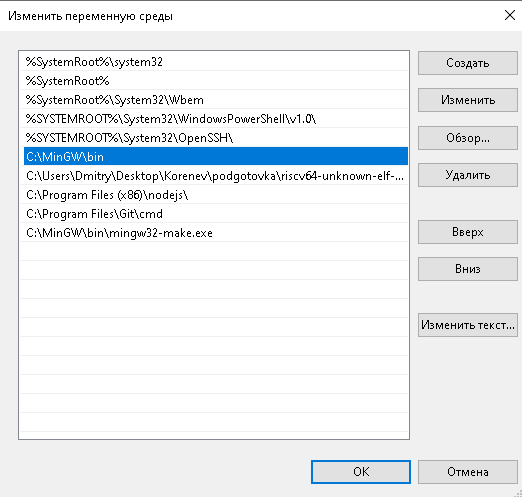 Изменить переменную среды
%SystemRoot%\system32
%SystemRoot%
%SystemRoot%\System32\Wbem
%SYSTEMROOT%\System32\WindowsPowerShell\v1.0\
%SYSTEMROOT%\System32\OpenSSH\
C:\MinGW\bin
C:\Users\Dmitry\Desktop\Korenev\podgotovka\riscv64-unknown-elf-...
C:\Program Files (x86)\nodejs\
C:\Program Files\Git\cmd
C:\MinGW\bin\mingw32-make.exe
Создать
Изменить
Обзор...
Удалить
Вверх
Вниз
Изменить текст...
OK
Отмена